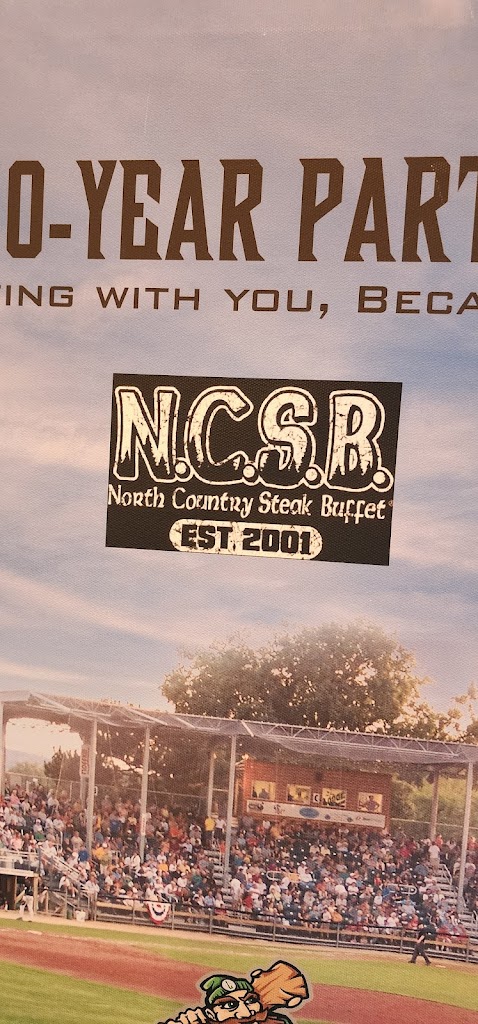 0-YEAR PART
ING WITH YOU, BECA
N.C.S.B.
North Country Steak Buffet
EST. 2001